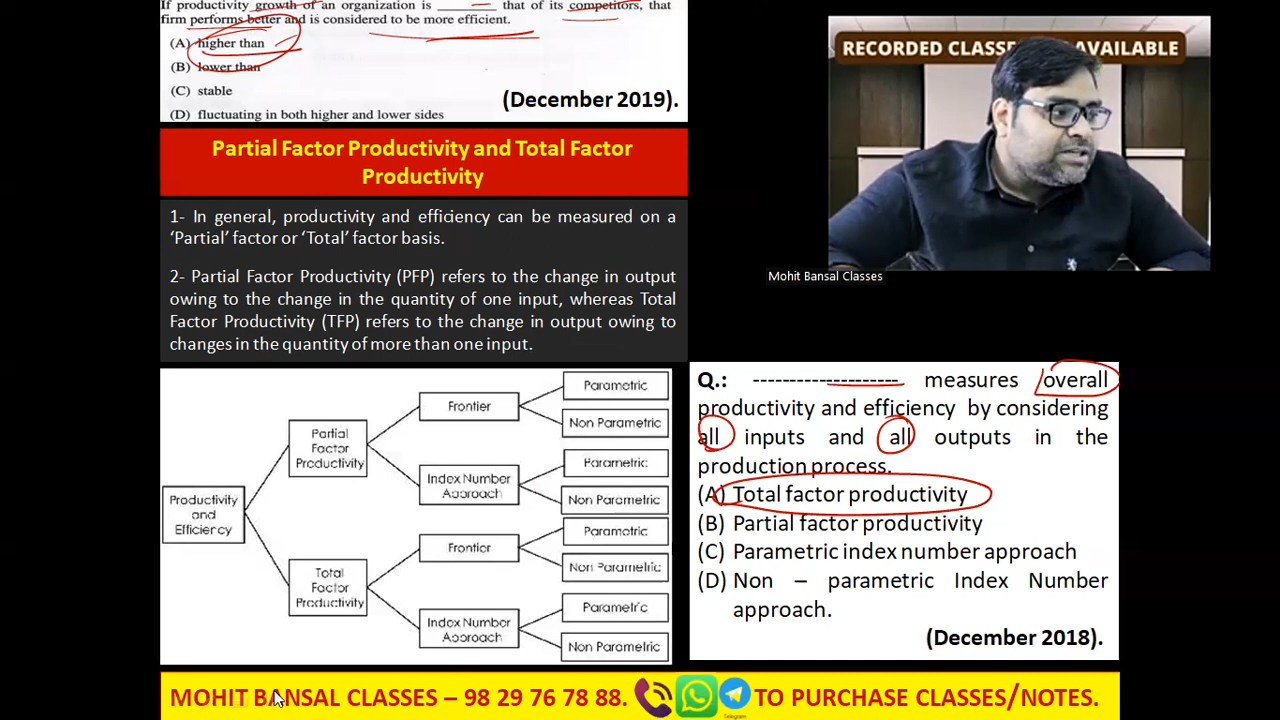 If productivity growth of an organization is ________ that of its competitors, that
firm performs better and is considered to be more efficient.
(A) higher than
(B) lower than
(C) stable
(D) fluctuating in both higher and lower sides
(December 2019).
RECORDED CLASSES AVAILABLE
Mohit Bansal Classes
Partial Factor Productivity and Total Factor
Productivity
1- In general, productivity and efficiency can be measured on a
‘Partial’ factor or ‘Total’ factor basis.
2- Partial Factor Productivity (PFP) refers to the change in output
owing to the change in the quantity of one input, whereas Total
Factor Productivity (TFP) refers to the change in output owing to
changes in the quantity of more than one input.
Productivity
and
Efficiency
Partial
Factor
Productivity
Frontier
Parametric
Non Parametric
Index Number
Approach
Parametric
Non Parametric
Total
Factor
Productivity
Frontier
Parametric
Non Parametric
Index Number
Approach
Parametric
Non Parametric
Q.: -------------------- measures overall
productivity and efficiency by considering
all inputs and all outputs in the
production process.
(A) Total factor productivity
(B) Partial factor productivity
(C) Parametric index number approach
(D) Non – parametric Index Number
approach.
(December 2018).
MOHIT BANSAL CLASSES – 98 29 76 78 88. TO PURCHASE CLASSES/NOTES.
Telegram